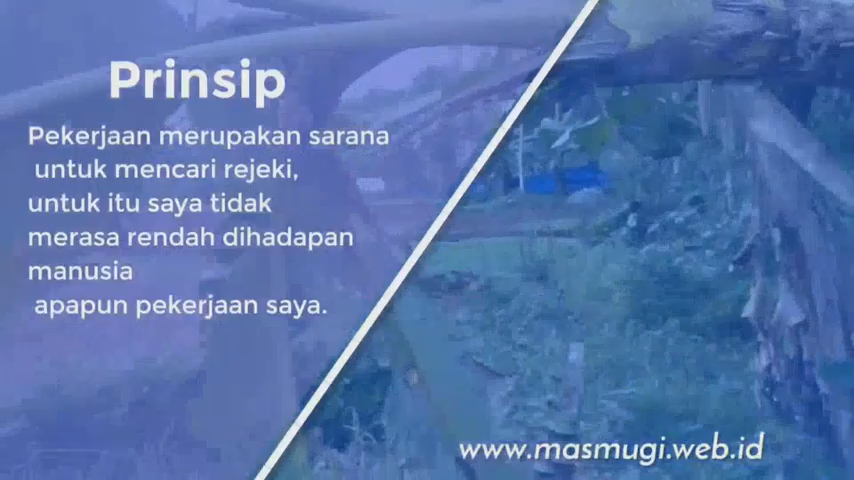 Prinsip
Pekerjaan merupakan sarana
untuk mencari rejeki,
untuk itu saya tidak
merasa rendah dihadapan
manusia
apapun pekerjaan saya.
www.masmugi.web.id